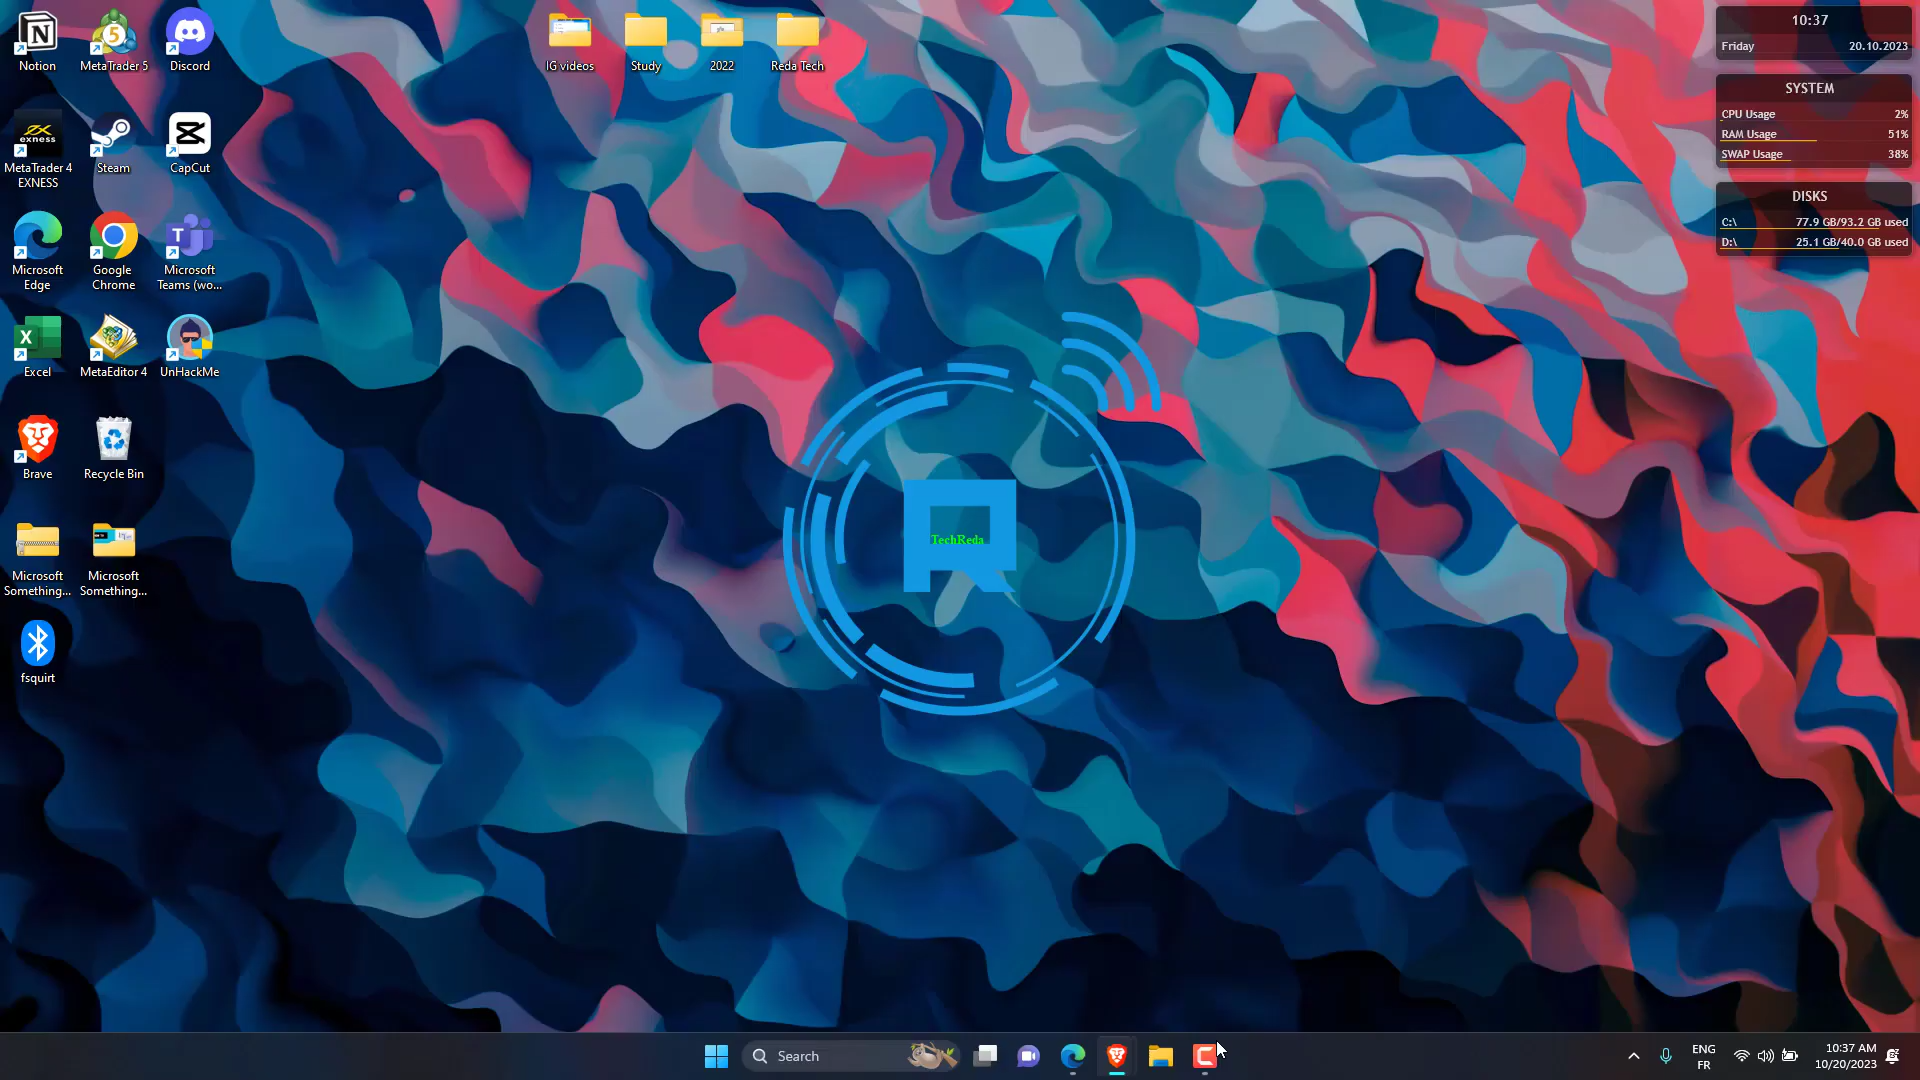 Notion
MetaTrader 5
Discord
IG videos
Study
2022
Reda Tech
10:37
Friday
20.10.2023
SYSTEM
CPU Usage 2%
RAM Usage 51%
SWAP Usage 38%
DISKS
C:\ 77.9 GB/93.2 GB used
D:\ 25.1 GB/40.0 GB used
exness
MetaTrader 4
EXNESS
Steam
CapCut
Microsoft
Edge
Google
Chrome
Microsoft
Teams (wo...
Excel
MetaEditor 4
UnHackMe
Brave
Recycle Bin
Microsoft
Something...
Microsoft
Something...
fsquirt
TechReda
Search
ENG
FR
10:37 AM
10/20/2023